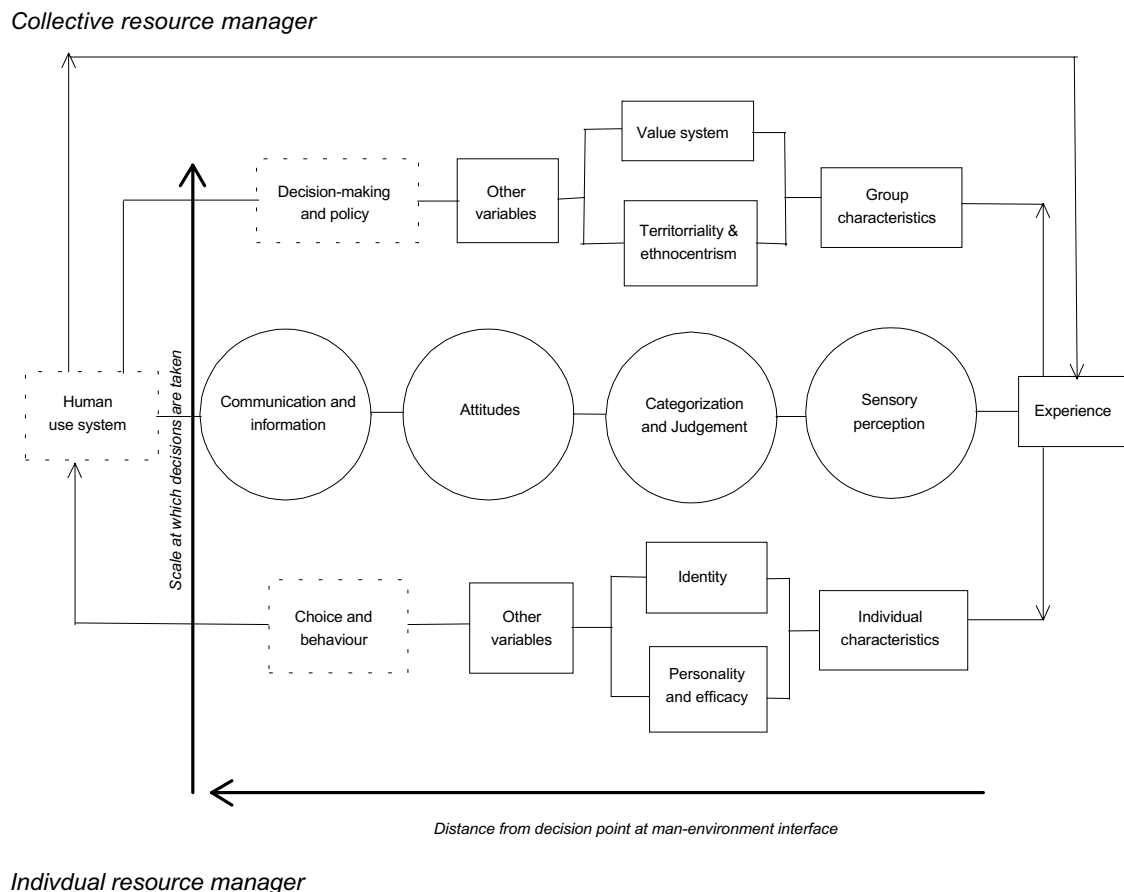 Collective resource manager
Value system
Decision-making
and policy
Other
variables
Group
characteristics
Territorriality &
ethnocentrism
Scale at which decisions are taken
Human
use system
Communication and
information
Attitudes
Categorization
and Judgement
Sensory
perception
Experience
Identity
Choice and
behaviour
Other
variables
Individual
characteristics
Personality
and efficacy
Distance from decision point at man-environment interface
Indivdual resource manager